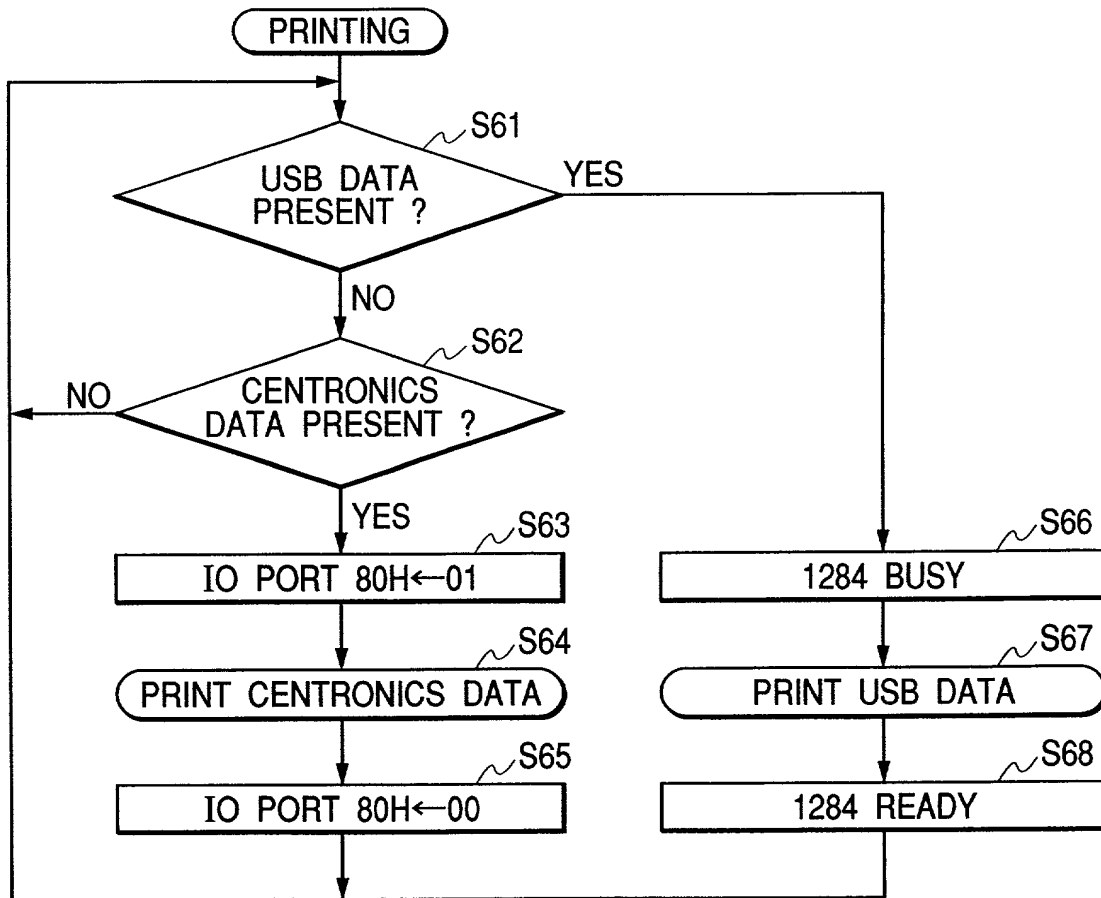 PRINTING
S61
USB DATA
PRESENT ?
YES
NO
S62
CENTRONICS
DATA PRESENT ?
NO
YES
S63
IO PORT 80H←01
S66
1284 BUSY
S64
PRINT CENTRONICS DATA
S67
PRINT USB DATA
S65
IO PORT 80H←00
S68
1284 READY